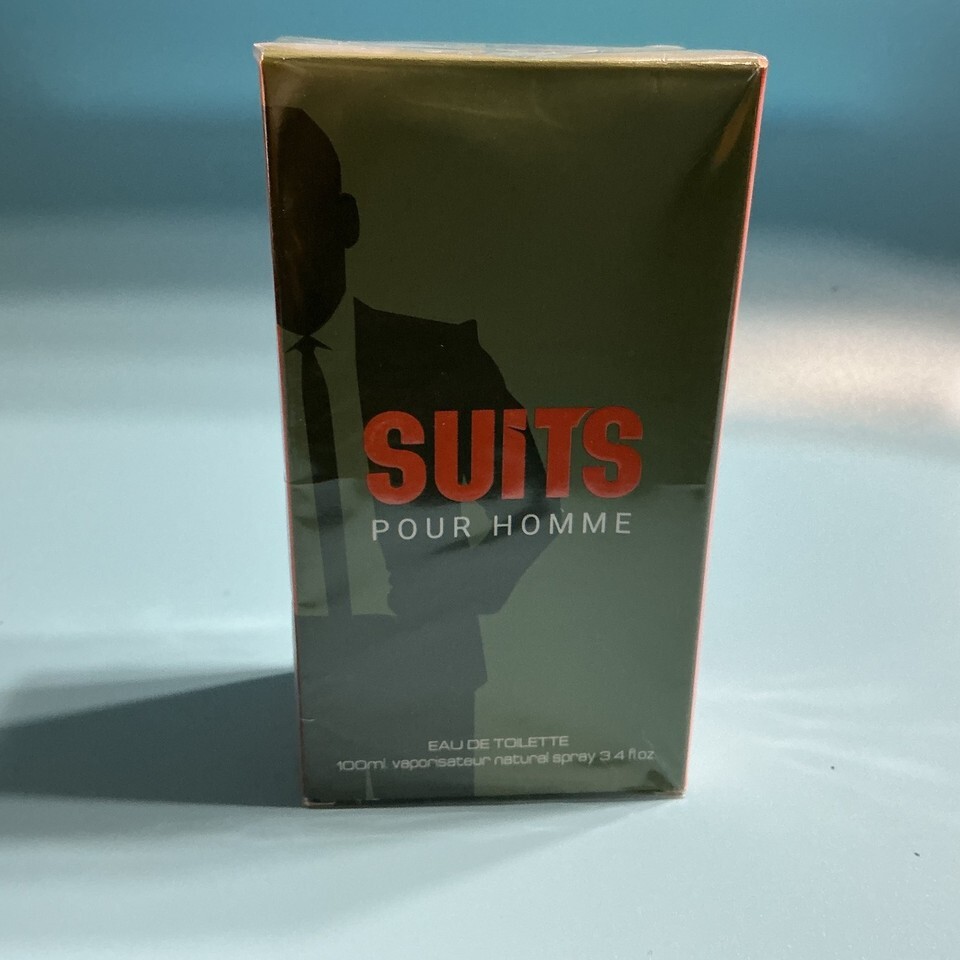 SUiTS
POUR HOMME
EAU DE TOILETTE
100ml. vaporisateur natural spray 3.4 fl oz